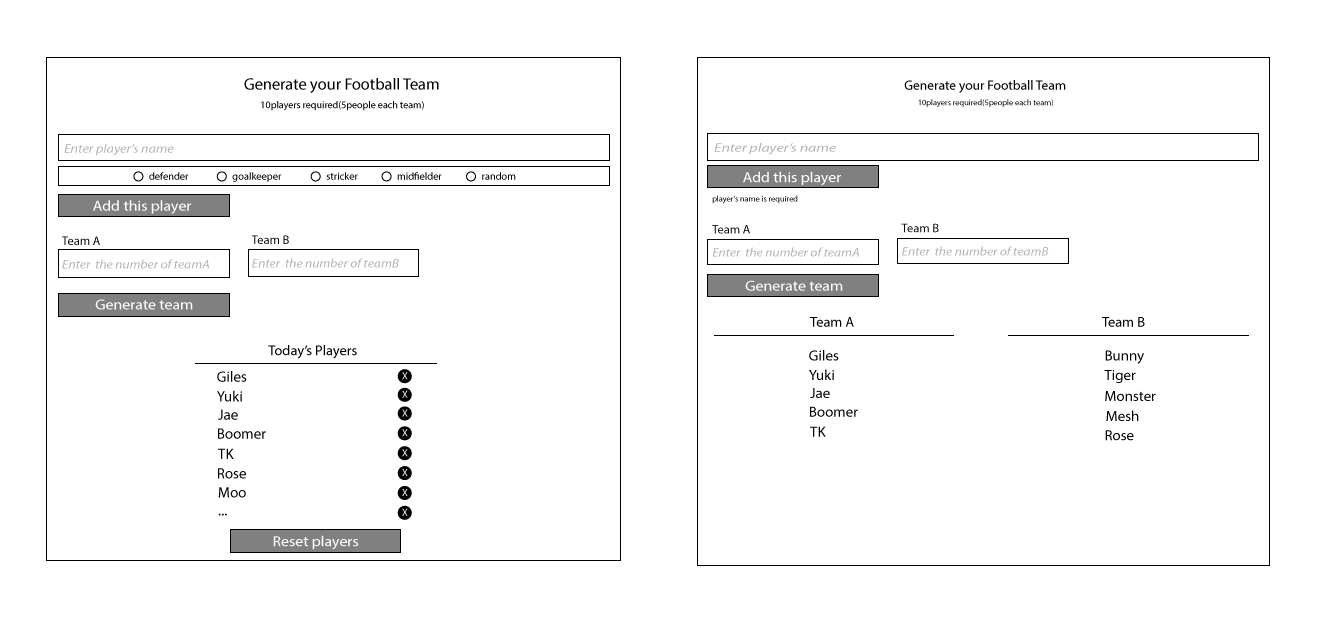 Generate your Football Team
10players required(5people each team)
Enter player's name
defender goalkeeper stricker midfielder random
Add this player
Team A Team B
Enter the number of teamA Enter the number of teamB
Generate team
Today's Players
Giles X
Yuki X
Jae X
Boomer X
TK X
Rose X
Moo X
... X
Reset players
Generate your Football Team
10players required(5people each team)
Enter player's name
Add this player
player's name is required
Team A Team B
Enter the number of teamA Enter the number of teamB
Generate team
Team A Team B
Giles Bunny
Yuki Tiger
Jae Monster
Boomer Mesh
TK Rose